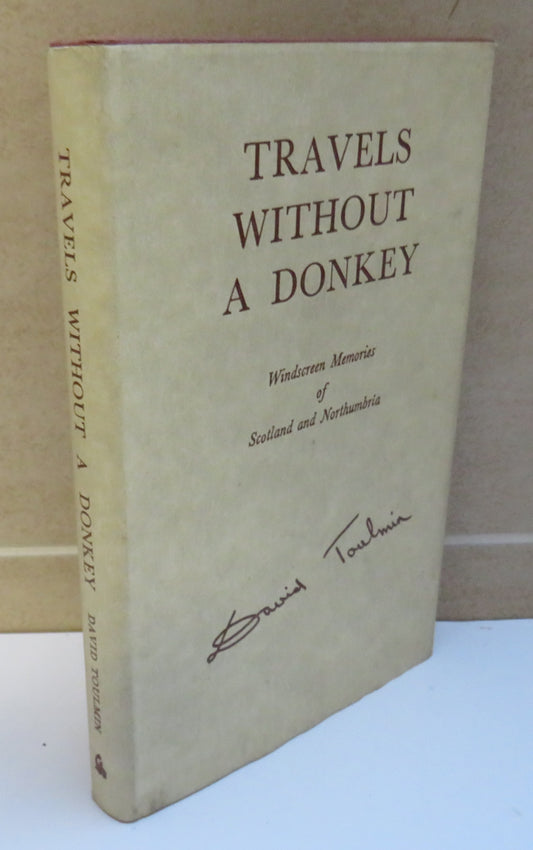 TRAVELS
WITHOUT
A DONKEY
Windscreen Memories
of
Scotland and Northumbria
David Toulmin
TRAVELS WITHOUT A DONKEY DAVID TOULMIN